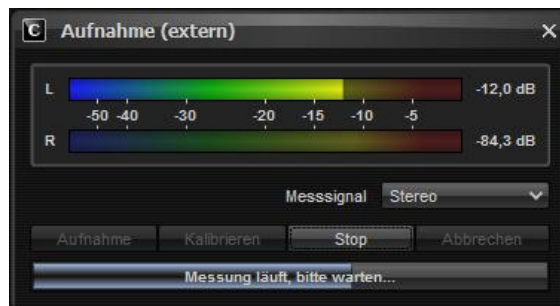 C Aufnahme (extern)
L -12,0 dB
-50 -40 -30 -20 -15 -10 -5
R -84,3 dB
Messsignal Stereo
Aufnahme Kalibrieren Stop Abbrechen
Messung läuft, bitte warten...